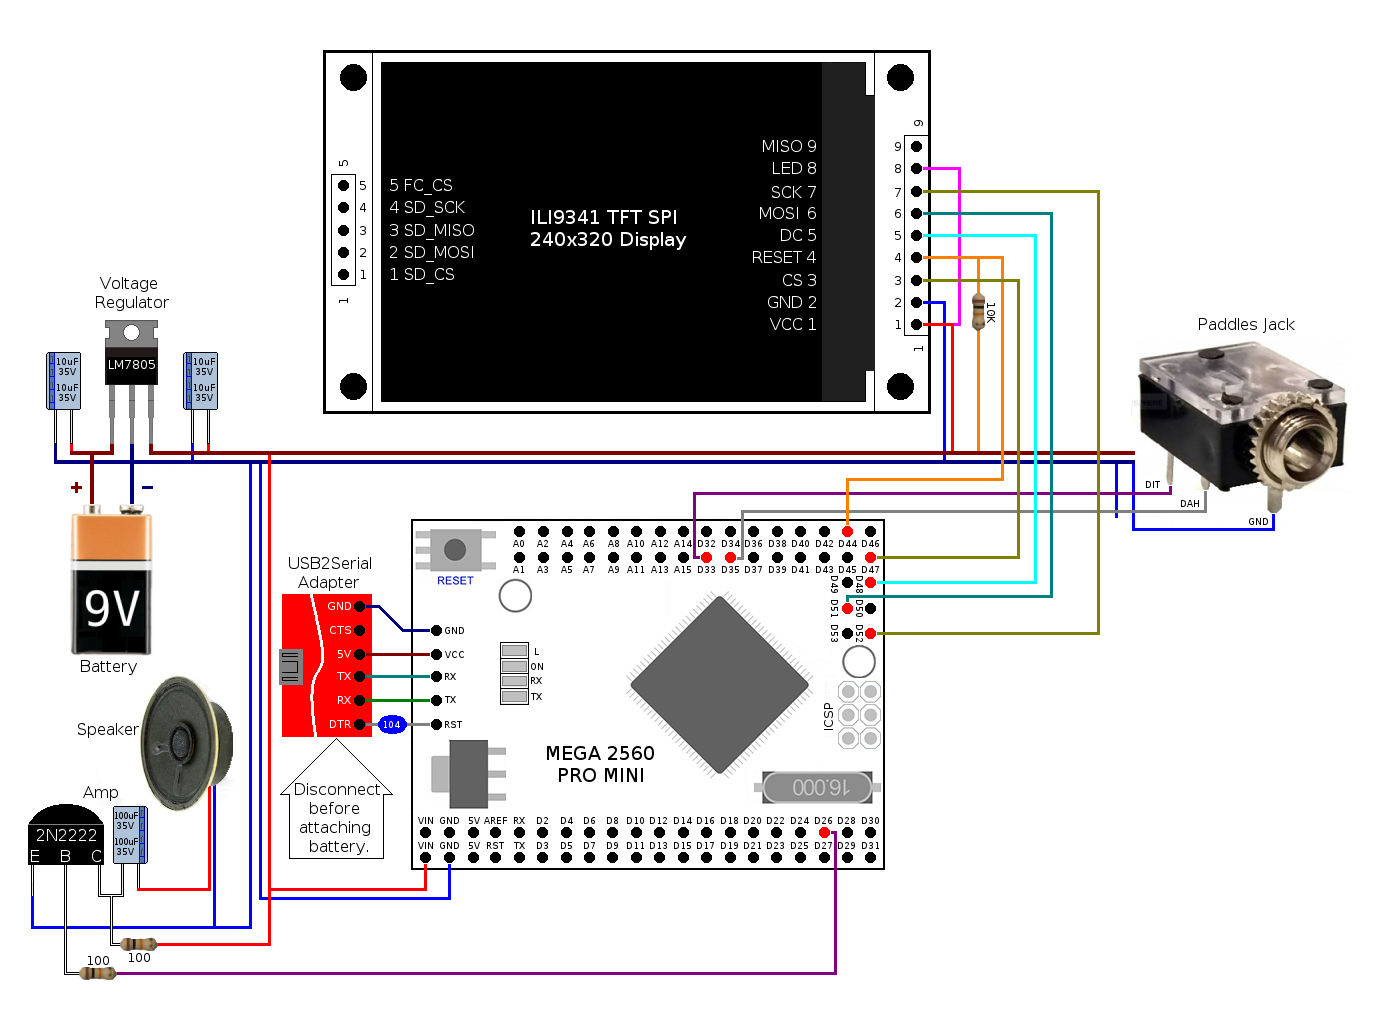 9
MISO 9
LED 8
SCK 7
MOSI 6
DC 5
RESET 4
CS 3
GND 2
VCC 1
9
8
7
6
5
4
3
2
1
1
5
5
4
3
2
1
1
5 FC_CS
4 SD_SCK
3 SD_MISO
2 SD_MOSI
1 SD_CS
ILI9341 TFT SPI
240x320 Display
10K
Voltage
Regulator
LM7805
10uF
35V
10uF
35V
10uF
35V
10uF
35V
+
−
9V
Battery
Paddles Jack
DIT
DAH
GND
USB2Serial
Adapter
GND
CTS
5V
TX
RX
DTR
104
Disconnect
before
attaching
battery.
RESET
A0 A2 A4 A6 A8 A10 A12 A14 D32 D34 D36 D38 D40 D42 D44 D46
A1 A3 A5 A7 A9 A11 A13 A15 D33 D35 D37 D39 D41 D43 D45 D47
D49 D48
D51 D50
D53 D52
GND
VCC
RX
TX
RST
L
ON
RX
TX
ICSP
MEGA 2560
PRO MINI
16.000
VIN GND 5V AREF RX D2 D4 D6 D8 D10 D12 D14 D16 D18 D20 D22 D24 D26 D28 D30
VIN GND 5V RST TX D3 D5 D7 D9 D11 D13 D15 D17 D19 D21 D23 D25 D27 D29 D31
Speaker
Amp
2N2222
E B C
100uF
35V
100uF
35V
100
100